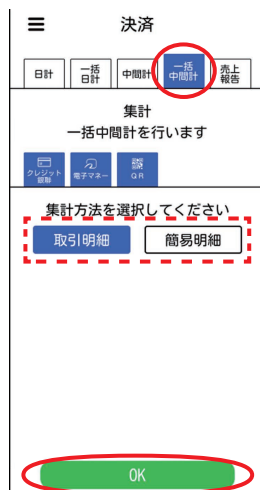 決済
日計
一括
日計
中間計
一括
中間計
売上
報告
集計
一括中間計を行います
クレジット
銀聯
電子マネー
QR
集計方法を選択してください
取引明細
簡易明細
OK